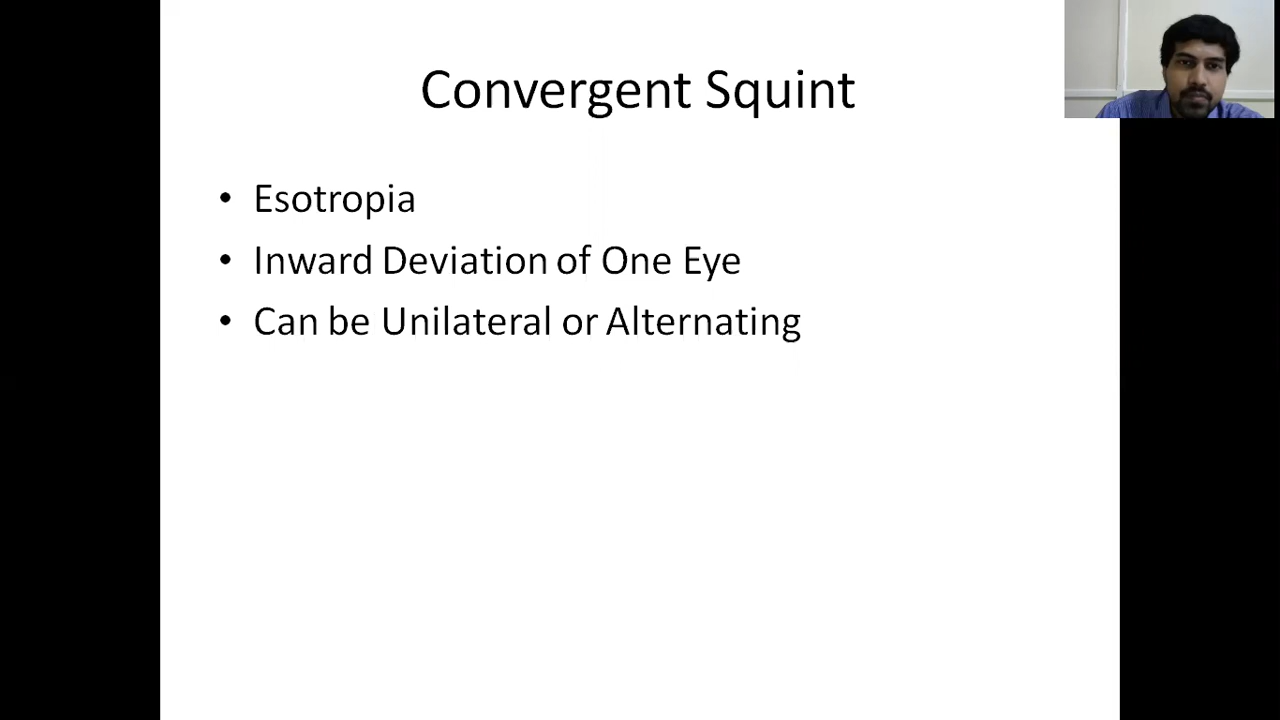 Convergent Squint
• Esotropia
• Inward Deviation of One Eye
• Can be Unilateral or Alternating